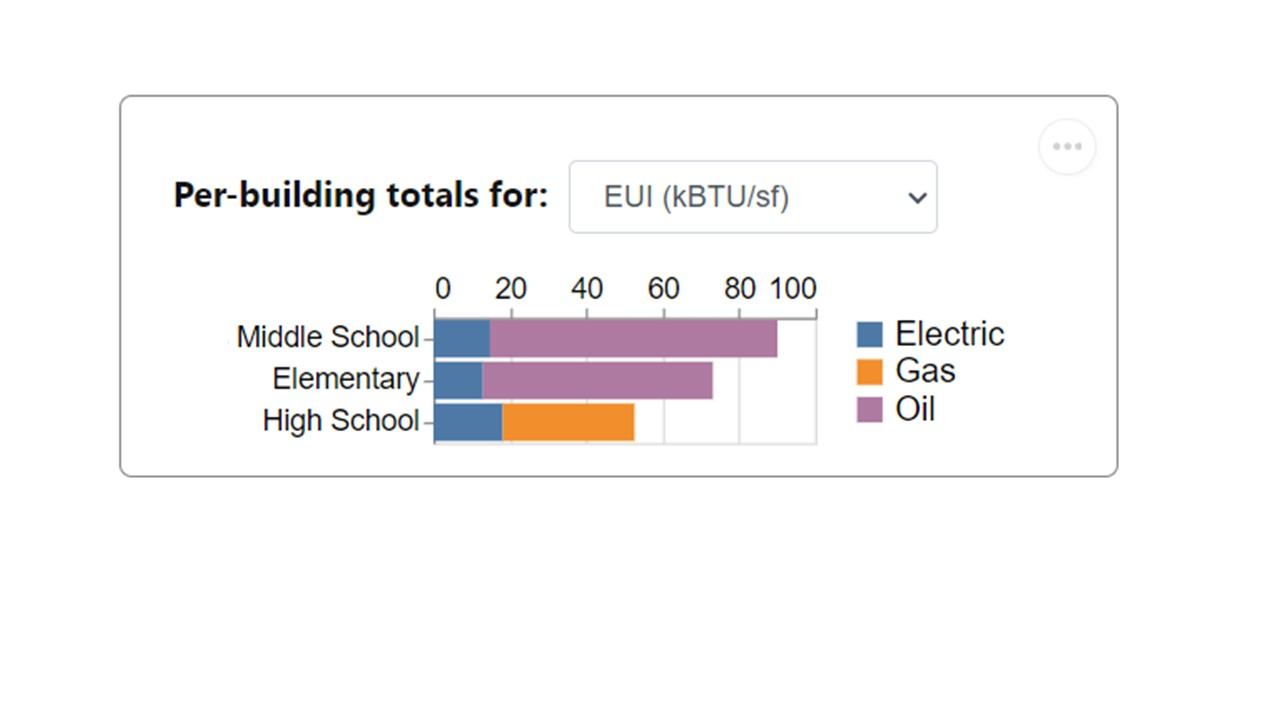 Per-building totals for: EUI (kBTU/sf)
0 20 40 60 80 100
Middle School
Elementary
High School
Electric
Gas
Oil